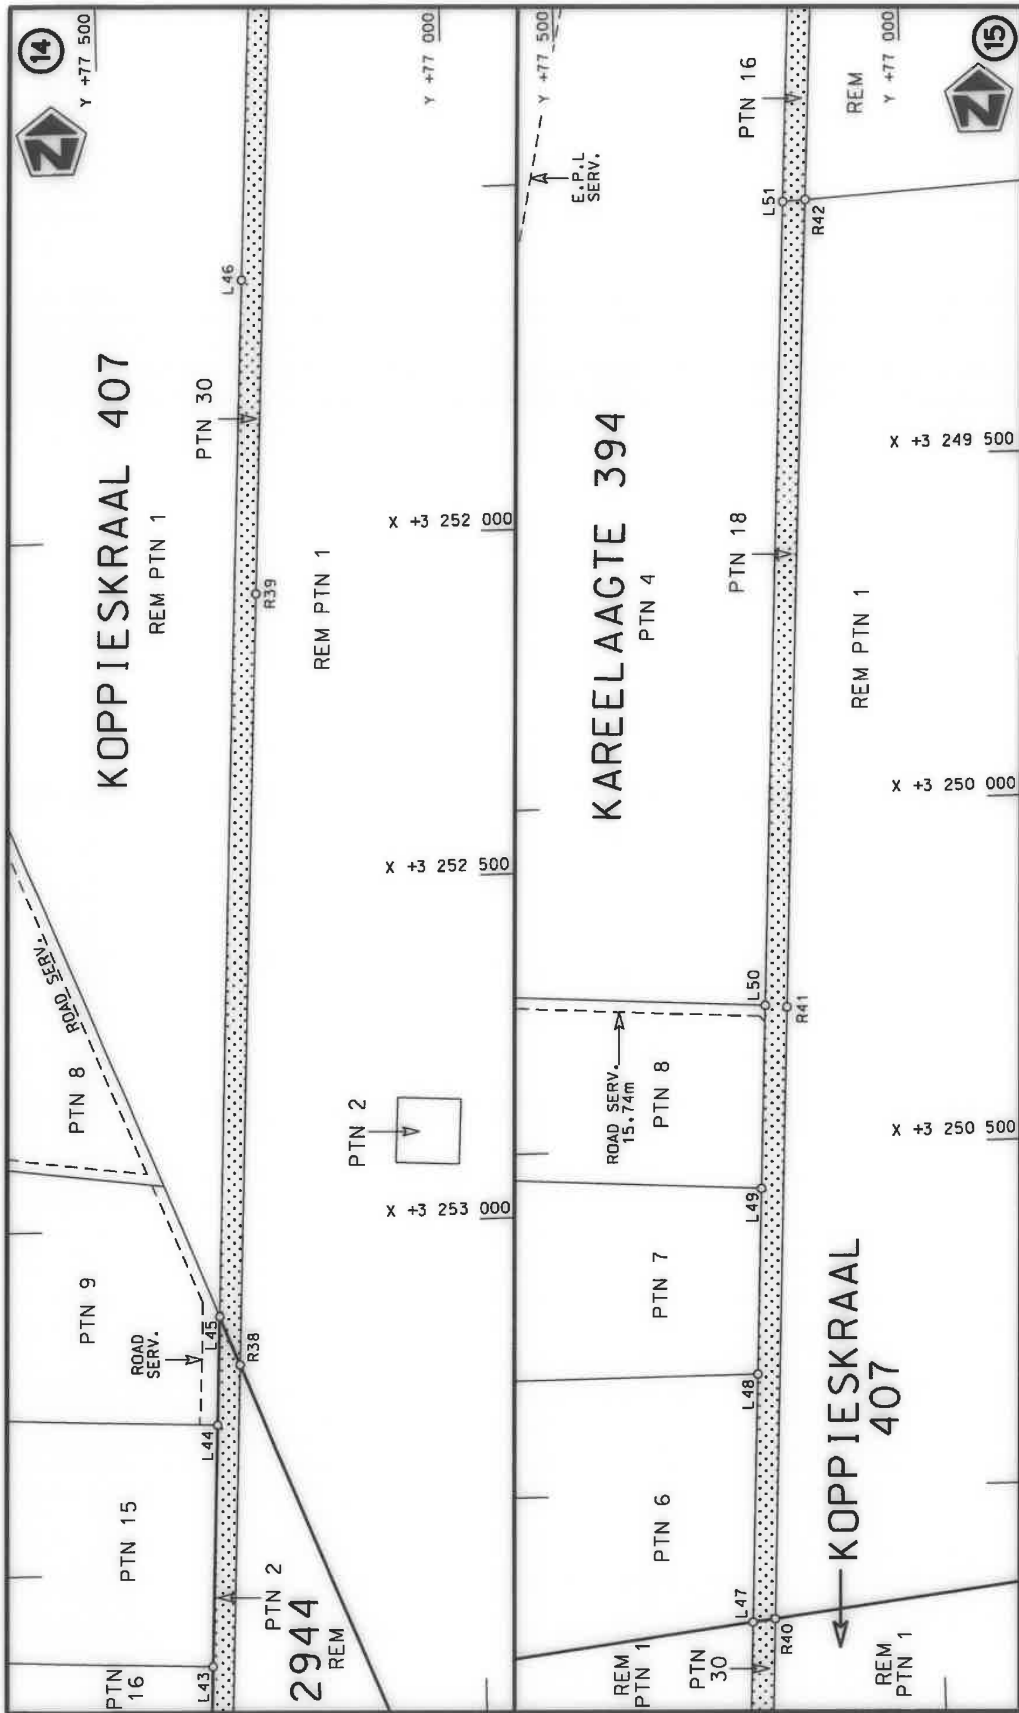 14
N
Y +77 500
Y +77 000
L46
KOPPIESKRAAL 407
REM PTN 1
PTN 30
X +3 252 000
R39
REM PTN 1
X +3 252 500
ROAD SERV.
PTN 8
PTN 2
X +3 253 000
PTN 9
ROAD
SERV.
L45
R38
L44
PTN 15
PTN 2
2944
REM
PTN
16
L43
15
N
Y +77 500
Y +77 000
PTN 16
REM
E.P.L
SERV.
L51
R42
KAREELAAGTE 394
PTN 4
PTN 18
X +3 249 500
REM PTN 1
X +3 250 000
L50
R41
ROAD SERV.
15.74m
PTN 8
X +3 250 500
L49
PTN 7
L48
KOPPIESKRAAL
407
PTN 6
L47
R40
REM
PTN 1
PTN
30
REM
PTN 1